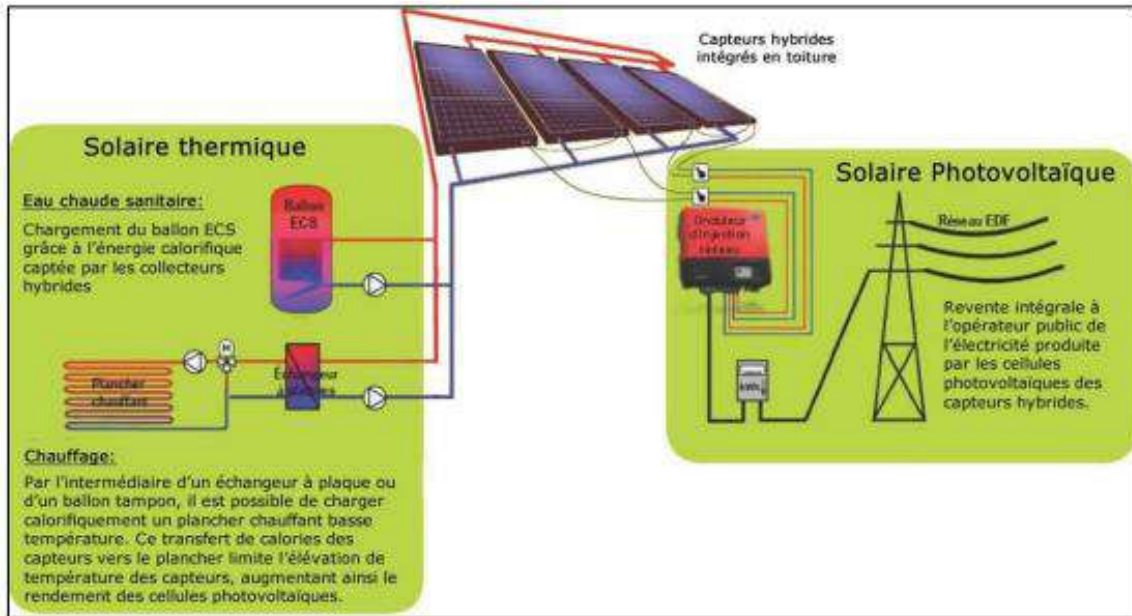 Capteurs hybrides
intégrés en toiture
Solaire thermique
Eau chaude sanitaire:
Chargement du ballon ECS
grâce à l'énergie calorifique
captée par les collecteurs
hybrides
Ballon
ECS
M
Plancher
chauffant
Echangeur
Chauffage:
Par l'intermédiaire d'un échangeur à plaque ou
d'un ballon tampon, il est possible de charger
calorifiquement un plancher chauffant basse
température. Ce transfert de calories des
capteurs vers le plancher limite l'élévation de
température des capteurs, augmentant ainsi le
rendement des cellules photovoltaïques.
Solaire Photovoltaïque
Onduleur
d'Injection
réseau
Réseau EDF
kWh
Revente intégrale à
l'opérateur public de
l'électricité produite
par les cellules
photovoltaïques des
capteurs hybrides.